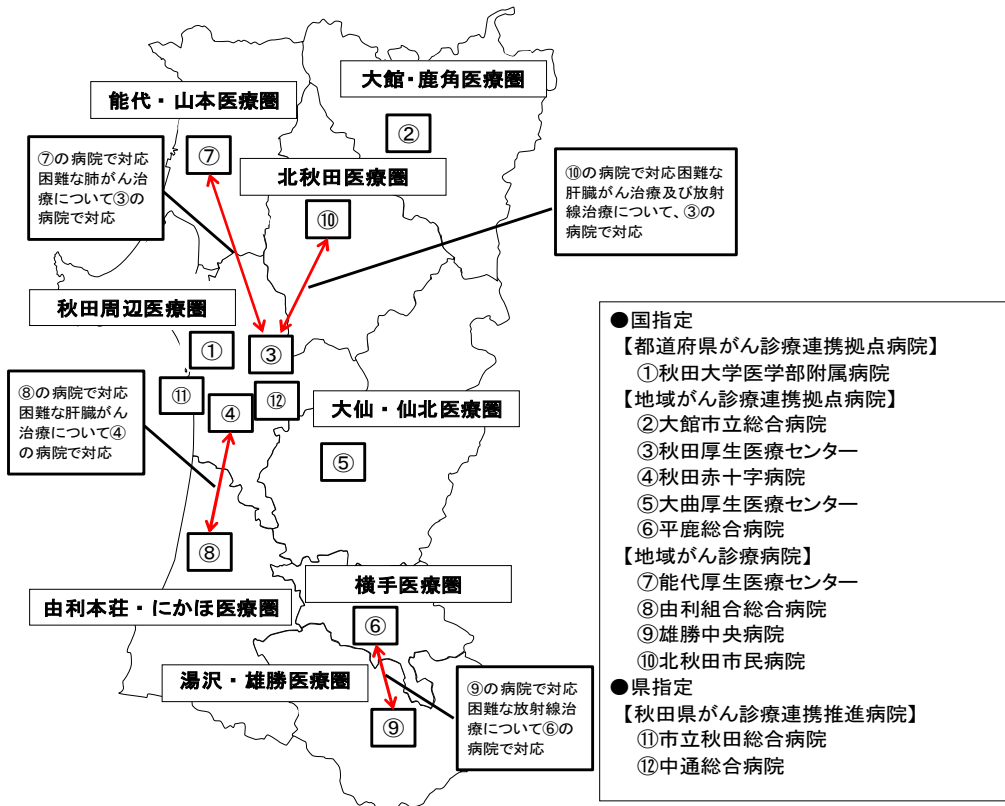 大館・鹿角医療圏
能代・山本医療圏
②
⑦の病院で対応
困難な肺がん治
療について③の
病院で対応
⑦
北秋田医療圏
⑩の病院で対応困難な
肝臓がん治療及び放射
線治療について、③の
病院で対応
⑩
秋田周辺医療圏
①
③
⑧の病院で対応
困難な肝臓がん
治療について④
の病院で対応
⑪
④
⑫
大仙・仙北医療圏
⑤
⑧
横手医療圏
由利本荘・にかほ医療圏
⑥
湯沢・雄勝医療圏
⑨の病院で対応
困難な放射線治
療について⑥の
病院で対応
⑨
●国指定
【都道府県がん診療連携拠点病院】
①秋田大学医学部附属病院
【地域がん診療連携拠点病院】
②大館市立総合病院
③秋田厚生医療センター
④秋田赤十字病院
⑤大曲厚生医療センター
⑥平鹿総合病院
【地域がん診療病院】
⑦能代厚生医療センター
⑧由利組合総合病院
⑨雄勝中央病院
⑩北秋田市民病院
●県指定
【秋田県がん診療連携推進病院】
⑪市立秋田総合病院
⑫中通総合病院